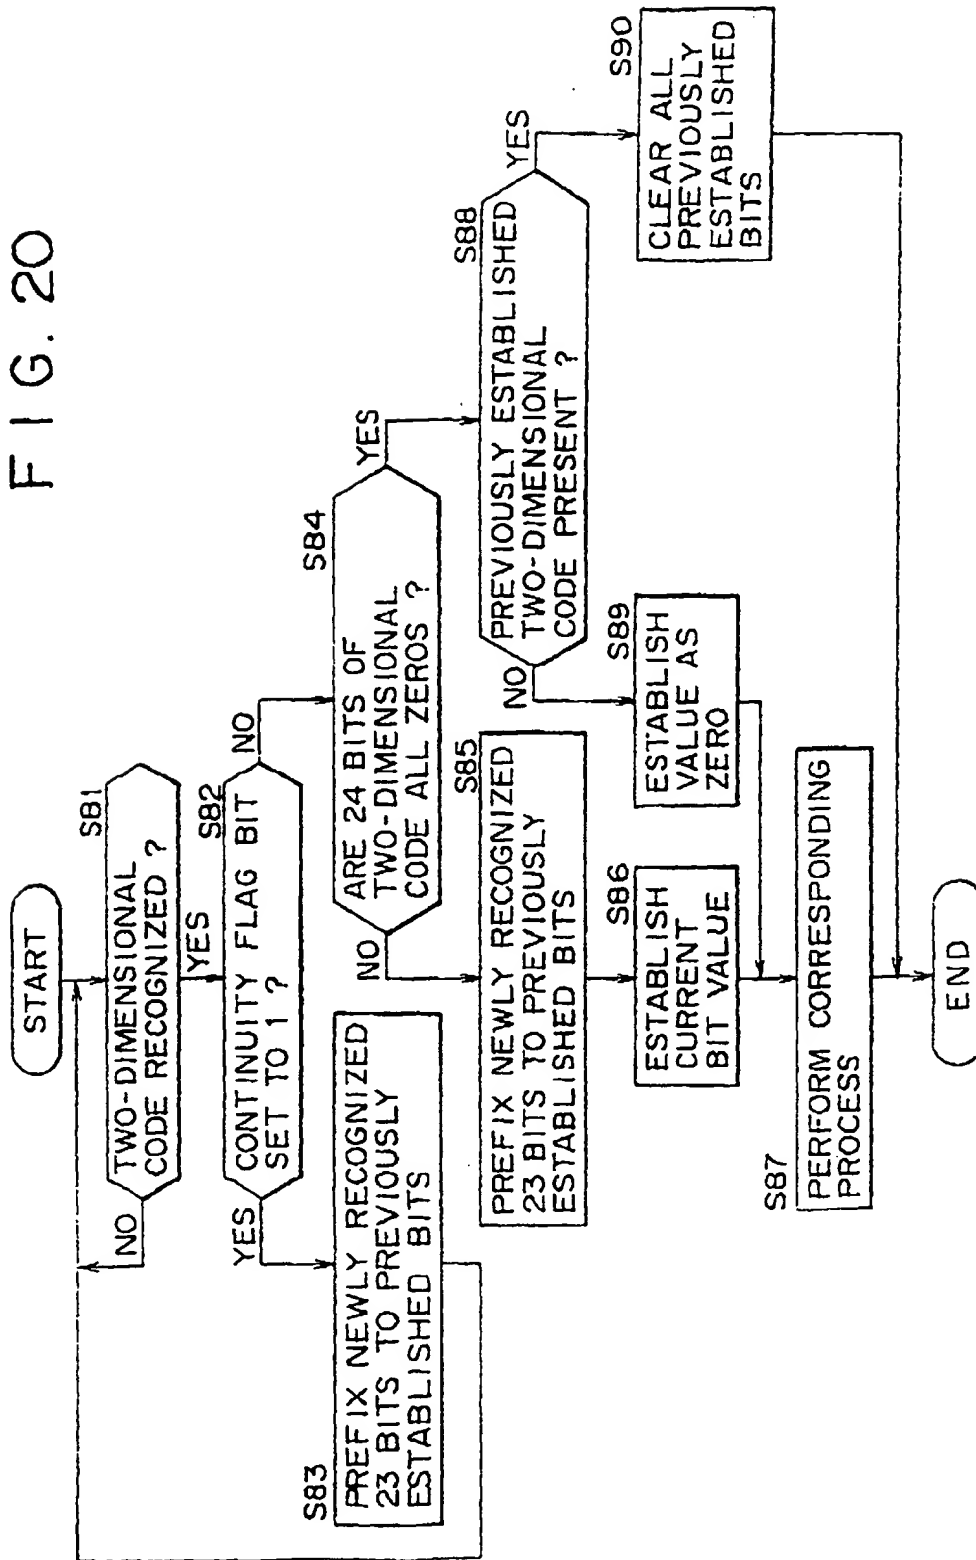 F I G. 20
START
S81
TWO-DIMENSIONAL
CODE RECOGNIZED ?
NO
YES
S82
CONTINUITY FLAG BIT
SET TO 1 ?
YES
NO
S83
PREFIX NEWLY RECOGNIZED
23 BITS TO PREVIOUSLY
ESTABLISHED BITS
S84
ARE 24 BITS OF
TWO-DIMENSIONAL
CODE ALL ZEROS ?
NO
YES
S85
PREFIX NEWLY RECOGNIZED
23 BITS TO PREVIOUSLY
ESTABLISHED BITS
S88
PREVIOUSLY ESTABLISHED
TWO-DIMENSIONAL
CODE PRESENT ?
NO
YES
S86
ESTABLISH
CURRENT
BIT VALUE
S89
ESTABLISH
VALUE AS
ZERO
S90
CLEAR ALL
PREVIOUSLY
ESTABLISHED
BITS
S87
PERFORM CORRESPONDING
PROCESS
END